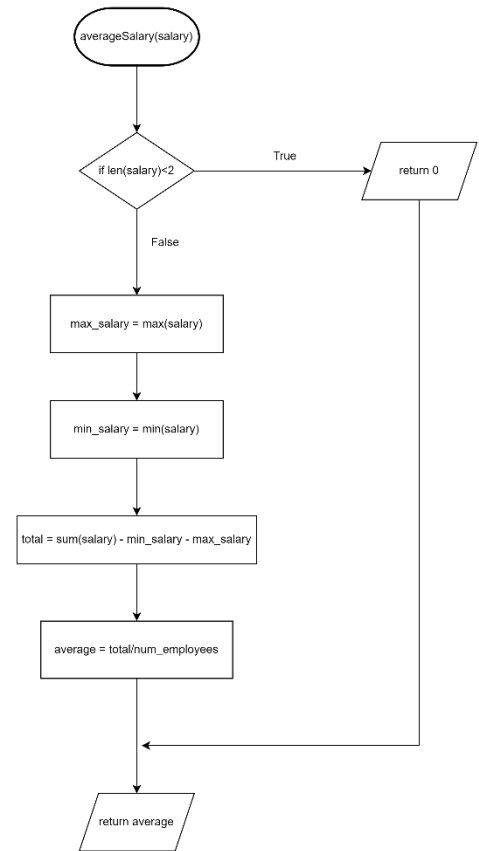 averageSalary(salary)
if len(salary)<2
True
return 0
False
max_salary = max(salary)
min_salary = min(salary)
total = sum(salary) - min_salary - max_salary
average = total/num_employees
return average